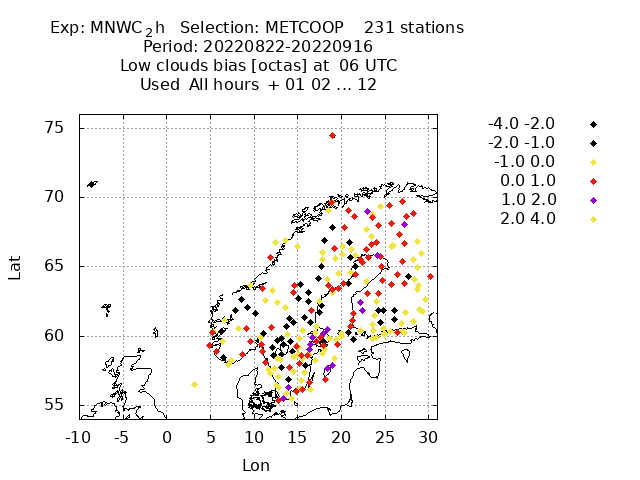 Exp: MNWC₂h   Selection: METCOOP    231 stations
Period: 20220822-20220916
Low clouds bias [octas] at  06 UTC
Used  All hours  + 01 02 ... 12
-4.0 -2.0
-2.0 -1.0
-1.0 0.0
0.0 1.0
1.0 2.0
2.0 4.0
75
70
65
60
55
Lat
-10 -5 0 5 10 15 20 25 30
Lon